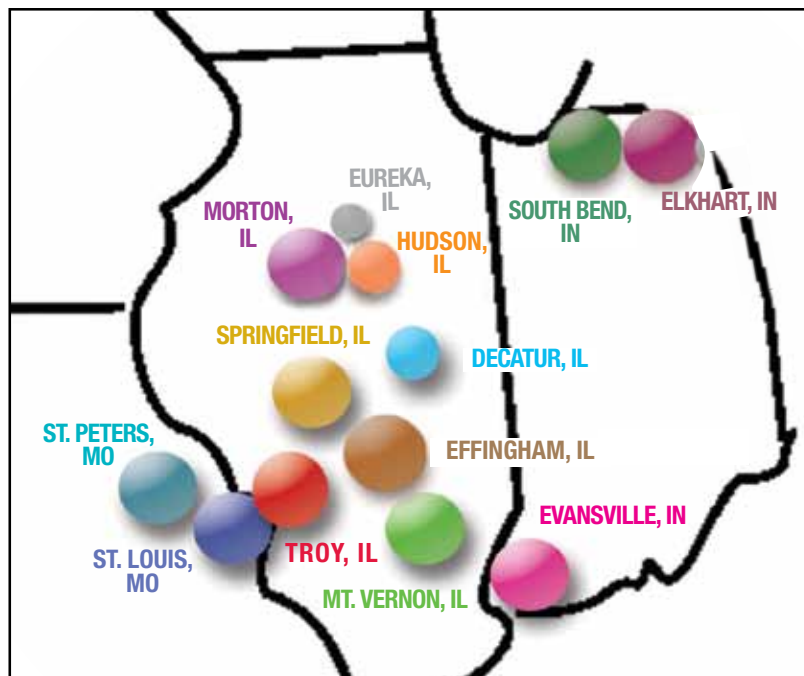 EUREKA,
IL
MORTON,
IL
HUDSON,
IL
SOUTH BEND,
IN
ELKHART, IN
SPRINGFIELD, IL
DECATUR, IL
ST. PETERS,
MO
EFFINGHAM, IL
EVANSVILLE, IN
ST. LOUIS,
MO
TROY, IL
MT. VERNON, IL